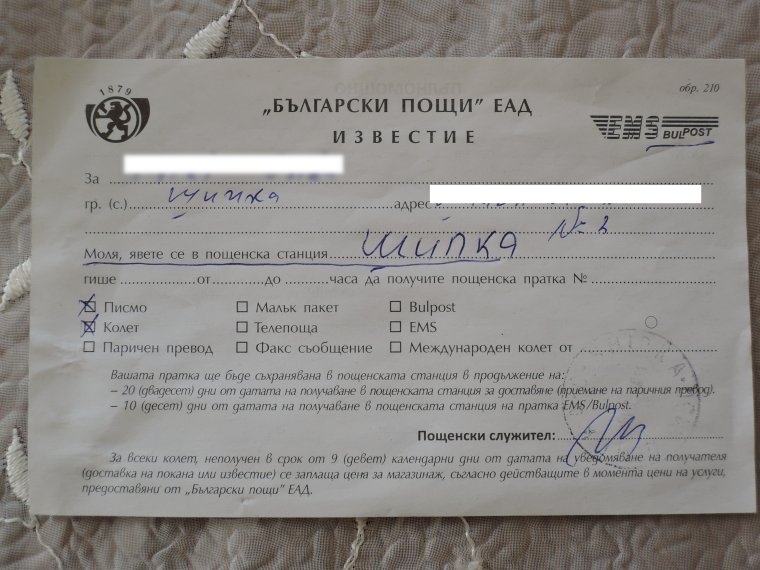 1879
обр. 210
„БЪЛГАРСКИ ПОЩИ” ЕАД
ИЗВЕСТИЕ
EMS BULPOST
За
гр. (с.) Шипка адрес
№ 2
Моля, явете се в пощенска станция ШИПКА
гише от до часа да получите пощенска пратка №
Писмо Малък пакет Bulpost
Колет Телепоща EMS
Паричен превод Факс съобщение Международен колет от
Вашата пратка ще бъде съхранявана в пощенската станция в продължение на:
– 20 (двадесет) дни от датата на получаване в пощенската станция за доставяне (приемане на паричния превод).
– 10 (десет) дни от датата на получаване в пощенската станция на пратка EMS/Bulpost.
Пощенски служител:
За всеки колет, неполучен в срок от 9 (девет) календарни дни от датата на уведомяване на получателя
(доставка на покана или известие) се заплаща цена за магазинаж, съгласно действащите в момента цени на услуги,
предоставяни от „Български пощи” ЕАД.